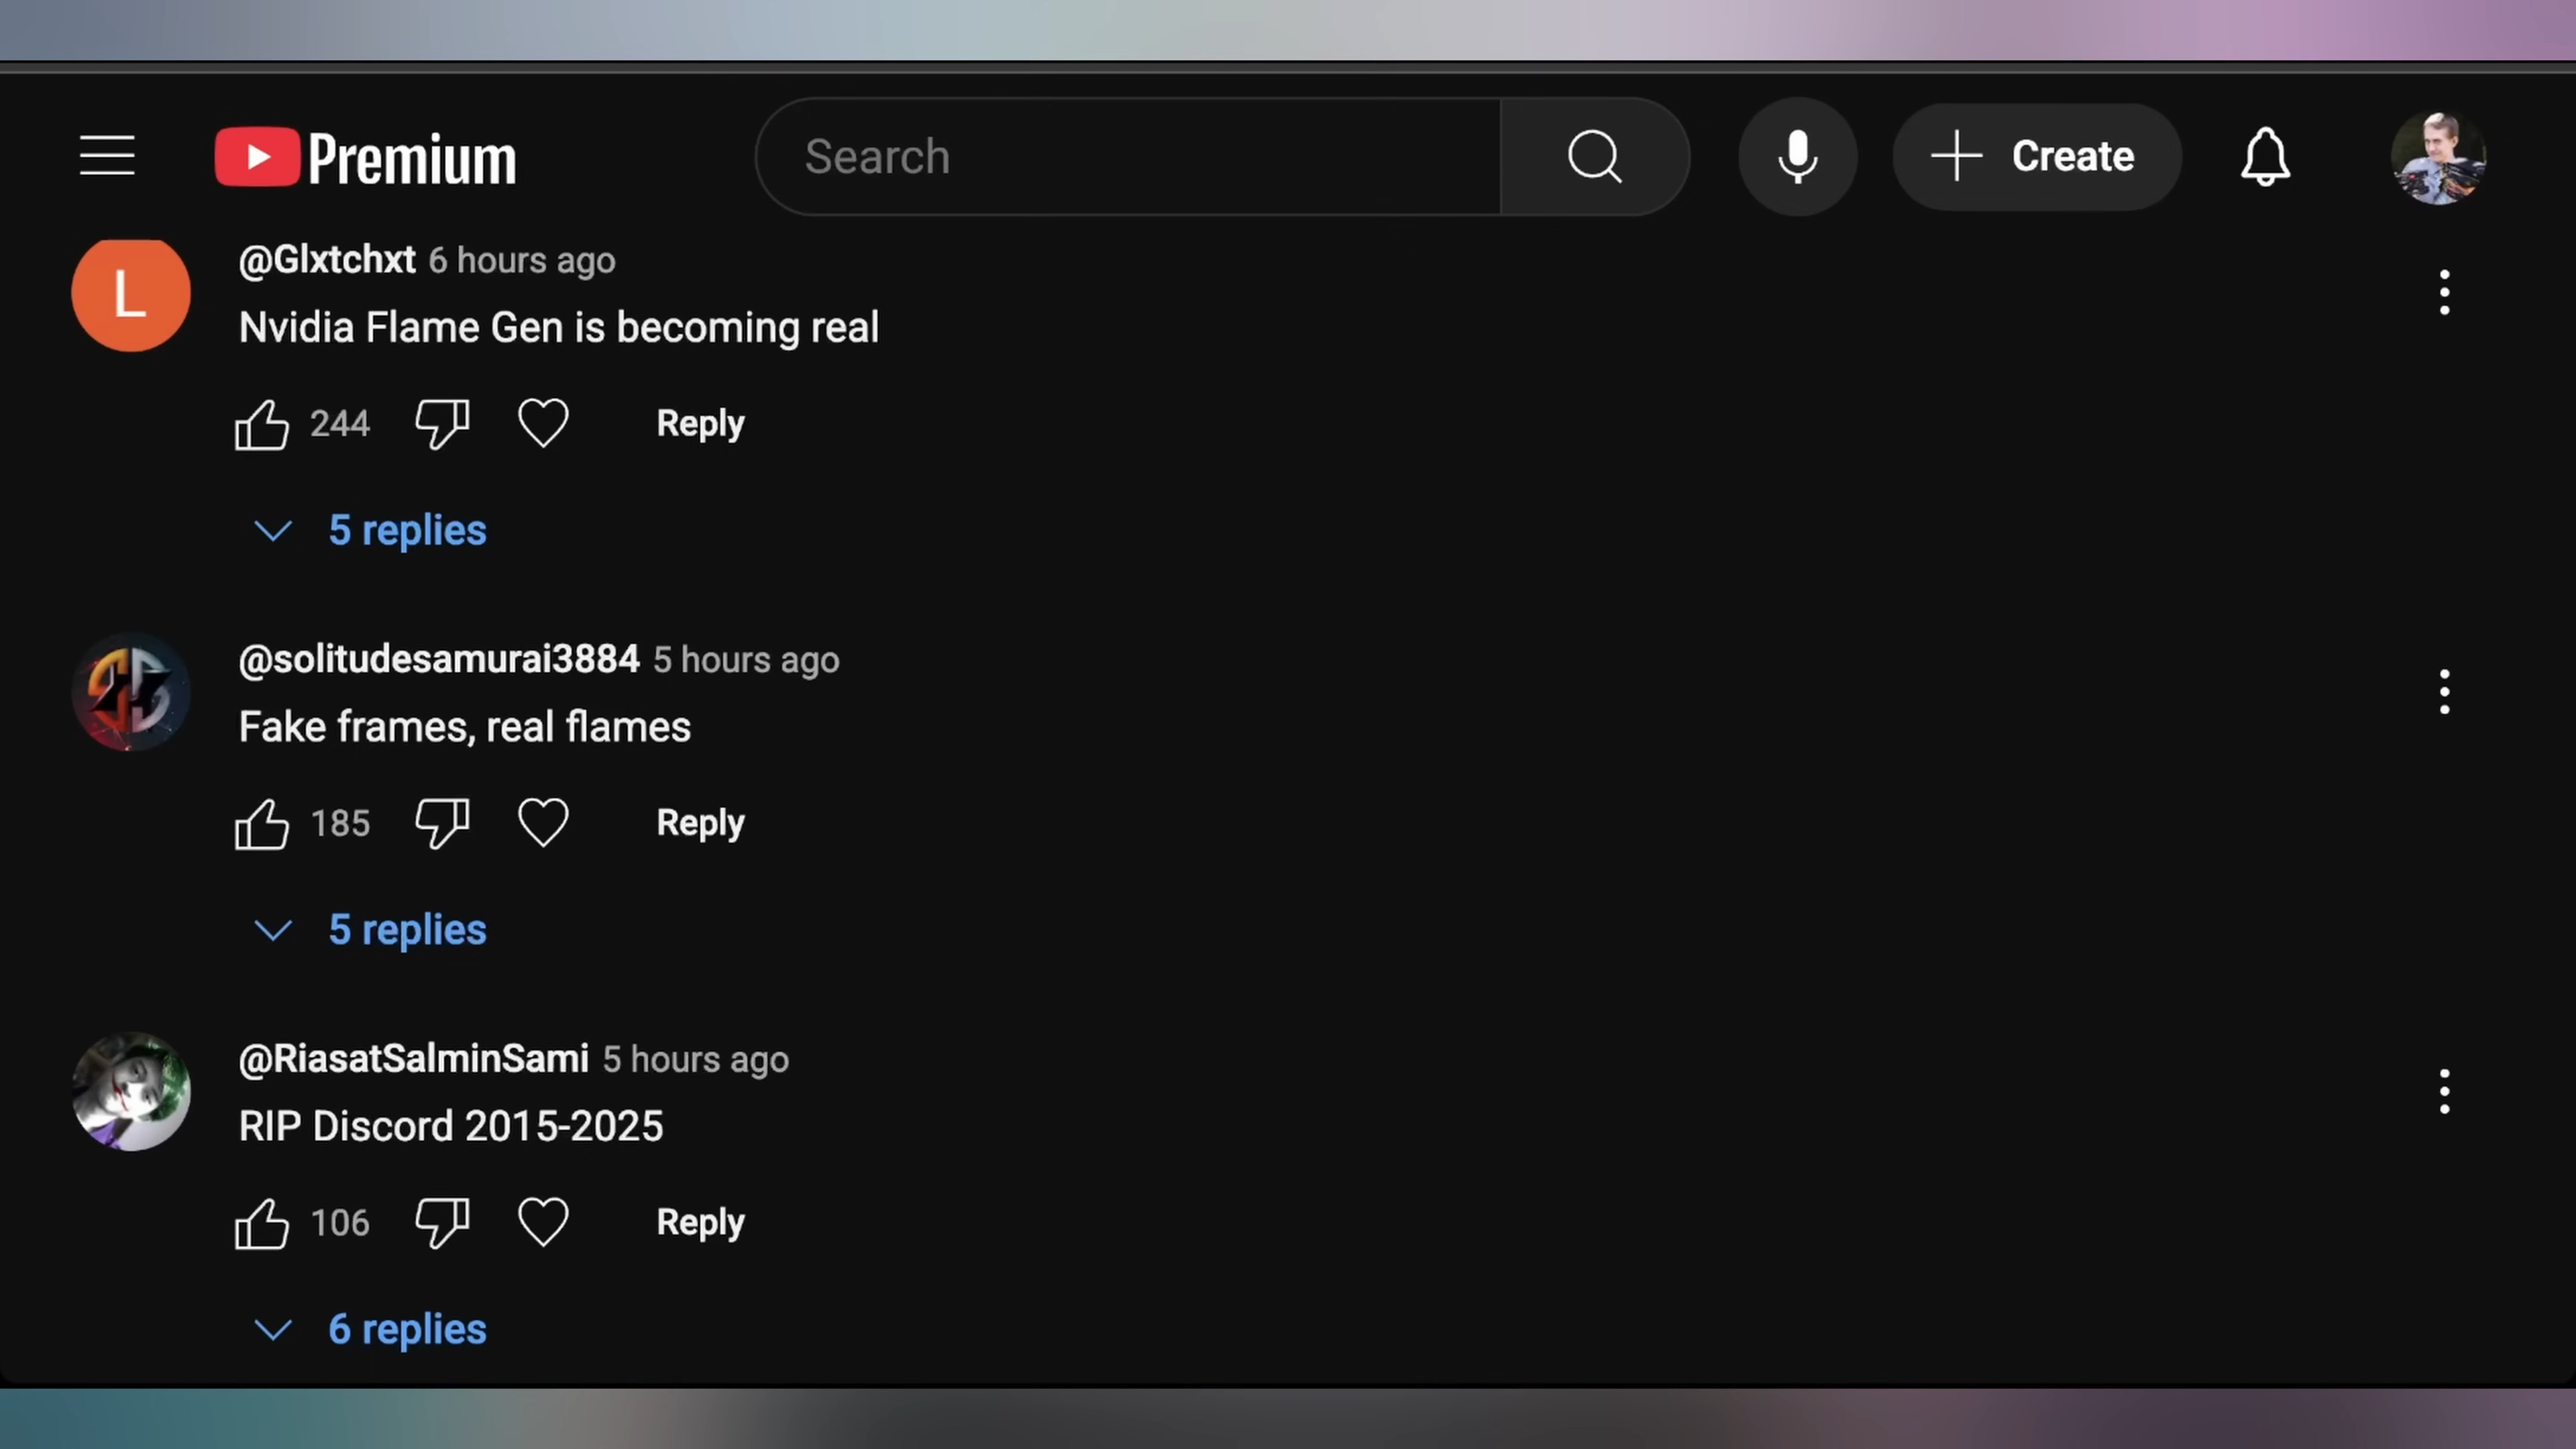 Premium
Search
Create
L
@Glxtchxt 6 hours ago
Nvidia Flame Gen is becoming real
244
Reply
5 replies
@solitudesamurai3884 5 hours ago
Fake frames, real flames
185
Reply
5 replies
@RiasatSalminSami 5 hours ago
RIP Discord 2015-2025
106
Reply
6 replies